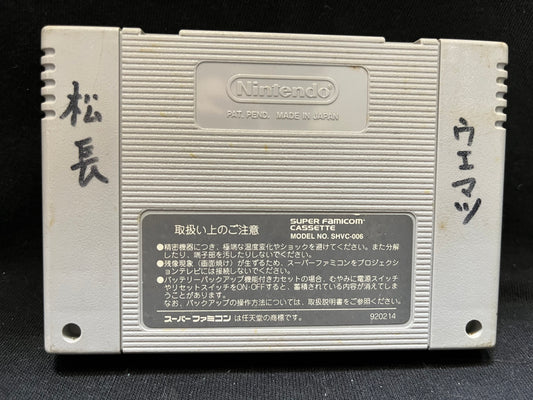 Nintendo
PAT. PEND. MADE IN JAPAN
松長
ウエマツ
取扱い上のご注意
SUPER FAMICOM
CASSETTE
MODEL NO. SHVC-006
●精密機器につき、極端な温度変化やショックを避けてください。また分解
したり、端子部を汚したりしないでください。
●残像現象（画面焼け）が生ずるため、スーパーファミコンをプロジェクショ
ンテレビには接続しないでください。
●バッテリーバックアップ機能付きカセットの場合、むやみに電源スイッチ
やリセットスイッチをON・OFFすると、蓄積されている内容が消えてしま
うことがあります。
なお、バックアップの操作方法については、取扱説明書をご参照ください。
スーパーファミコンは任天堂の商標です。
920214